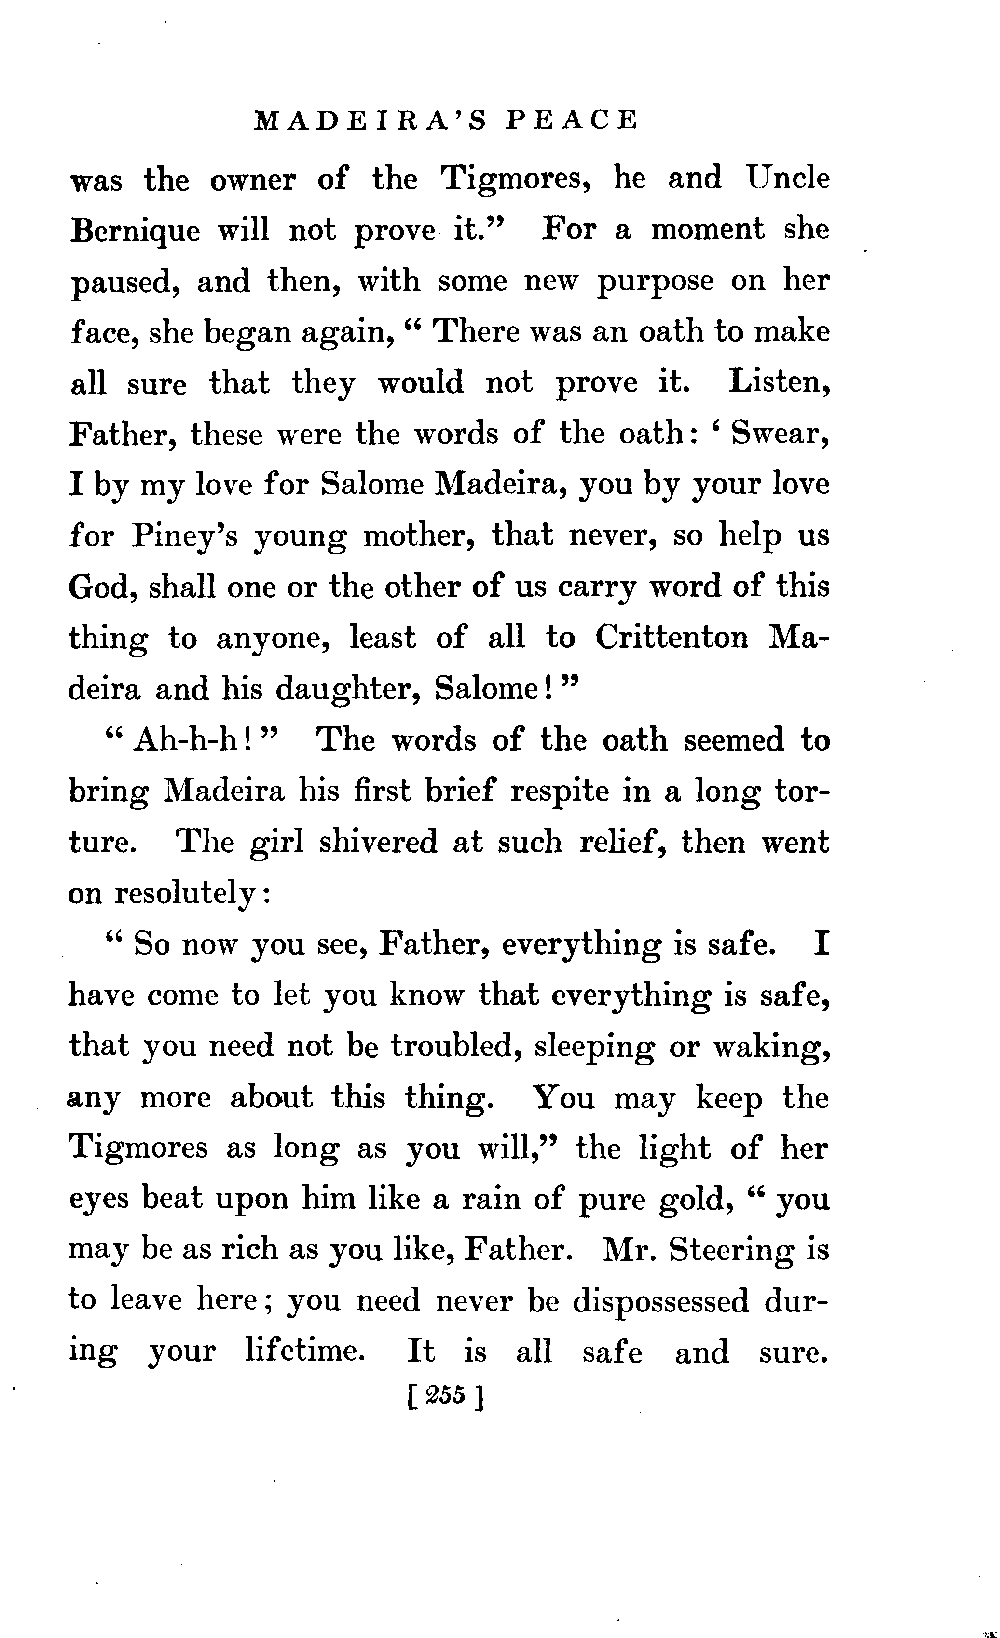 MADEIRA'S PEACE
was the owner of the Tigmores, he and Uncle
Bernique will not prove it." For a moment she
paused, and then, with some new purpose on her
face, she began again, " There was an oath to make
all sure that they would not prove it. Listen,
Father, these were the words of the oath: ' Swear,
I by my love for Salome Madeira, you by your love
for Piney's young mother, that never, so help us
God, shall one or the other of us carry word of this
thing to anyone, least of all to Crittenton Ma-
deira and his daughter, Salome! "
" Ah-h-h! " The words of the oath seemed to
bring Madeira his first brief respite in a long tor-
ture. The girl shivered at such relief, then went
on resolutely:
" So now you see, Father, everything is safe. I
have come to let you know that everything is safe,
that you need not be troubled, sleeping or waking,
any more about this thing. You may keep the
Tigmores as long as you will," the light of her
eyes beat upon him like a rain of pure gold, " you
may be as rich as you like, Father. Mr. Steering is
to leave here; you need never be dispossessed dur-
ing your lifetime. It is all safe and sure.
[ 255 ]